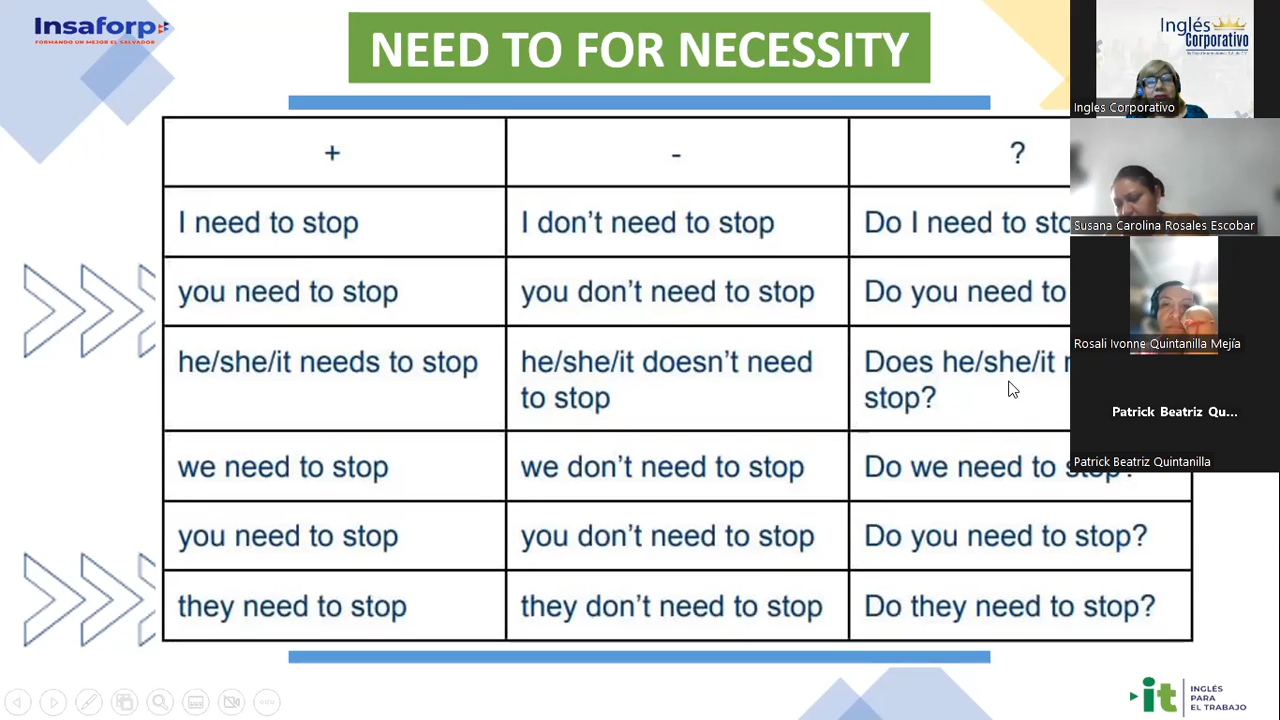 Insaforp
FORMANDO UN MEJOR EL SALVADOR
NEED TO FOR NECESSITY
+
-
?
I need to stop
I don't need to stop
Do I need to
you need to stop
you don't need to stop
Do you need to
he/she/it needs to stop
he/she/it doesn't need
to stop
Does he/she/it
stop?
we need to stop
we don't need to stop
Do we need to stop?
you need to stop
you don't need to stop
Do you need to stop?
they need to stop
they don't need to stop
Do they need to stop?
Inglés
Corporativo
Ingles Corporativo
Susana Carolina Rosales Escobar
Rosali Ivonne Quintanilla Mejía
Patrick Beatriz Qu...
Patrick Beatriz Quintanilla
it
INGLÉS
PARA
EL TRABAJO